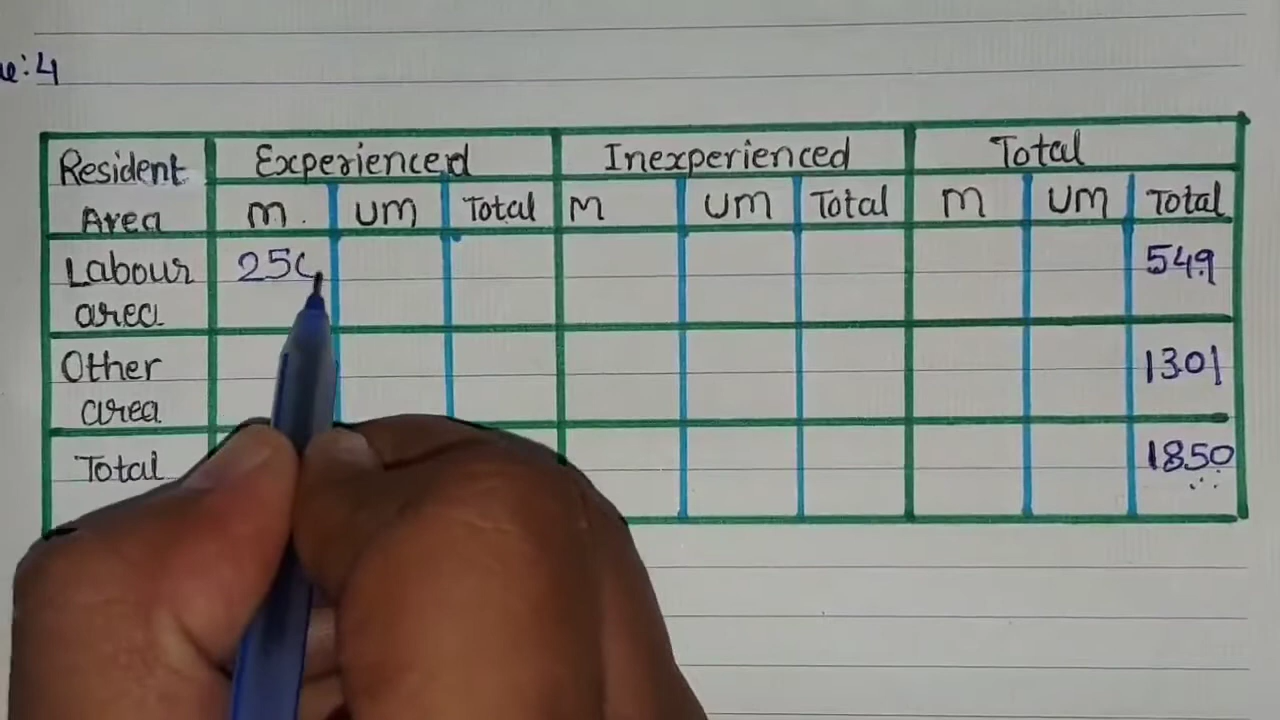 :4
Resident Area Experienced Inexperienced Total
M. UM Total M UM Total M UM Total
Labour area 25 549
Other area 1301
Total 1850